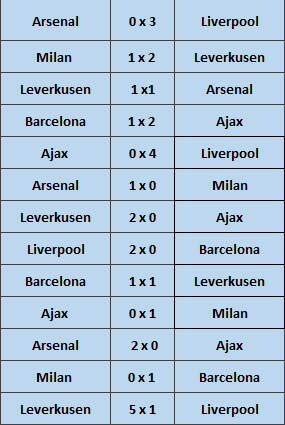 Arsenal 0 x 3 Liverpool
Milan 1 x 2 Leverkusen
Leverkusen 1 x1 Arsenal
Barcelona 1 x 2 Ajax
Ajax 0 x 4 Liverpool
Arsenal 1 x 0 Milan
Leverkusen 2 x 0 Ajax
Liverpool 2 x 0 Barcelona
Barcelona 1 x 1 Leverkusen
Ajax 0 x 1 Milan
Arsenal 2 x 0 Ajax
Milan 0 x 1 Barcelona
Leverkusen 5 x 1 Liverpool